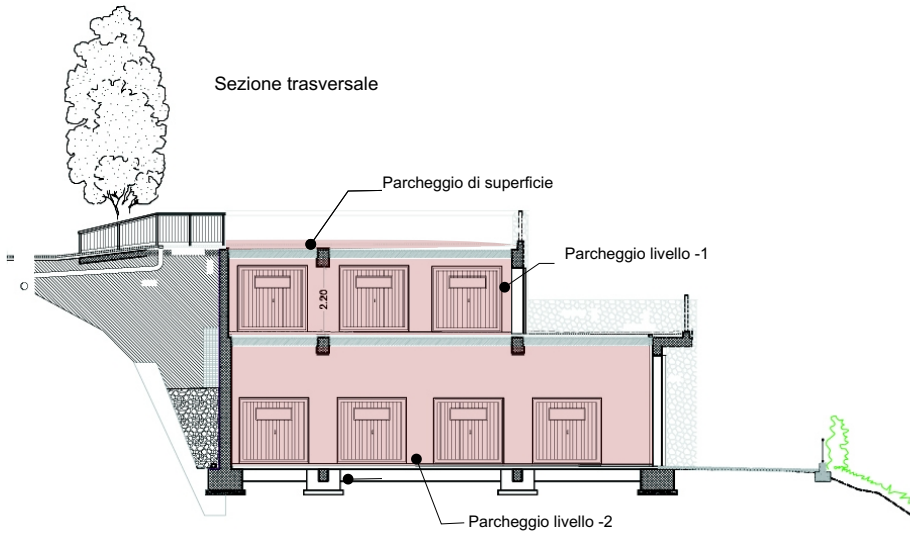 Sezione trasversale
Parcheggio di superficie
Parcheggio livello -1
2.20
Parcheggio livello -2